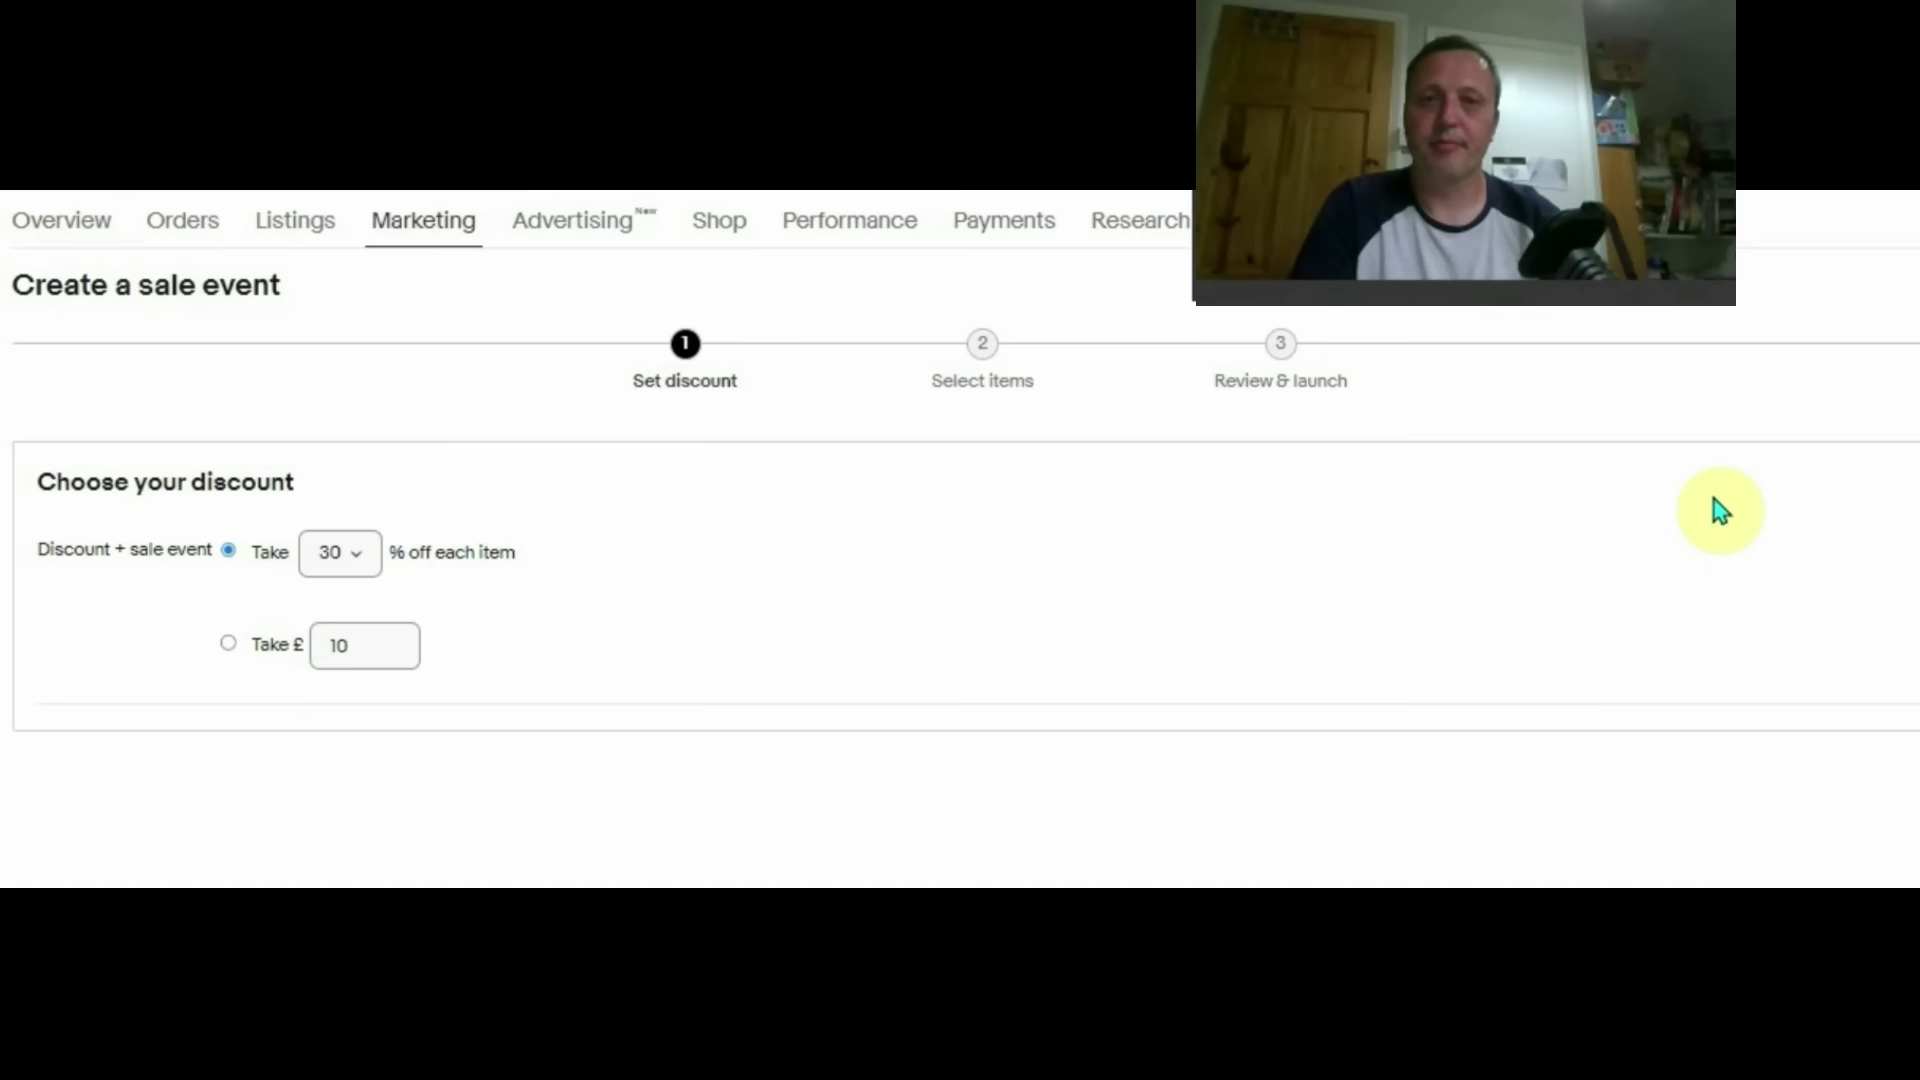 Overview Orders Listings Marketing Advertising New Shop Performance Payments Research
Create a sale event
1 2 3
Set discount Select items Review & launch
Choose your discount
Discount + sale event Take 30 % off each item
Take £ 10